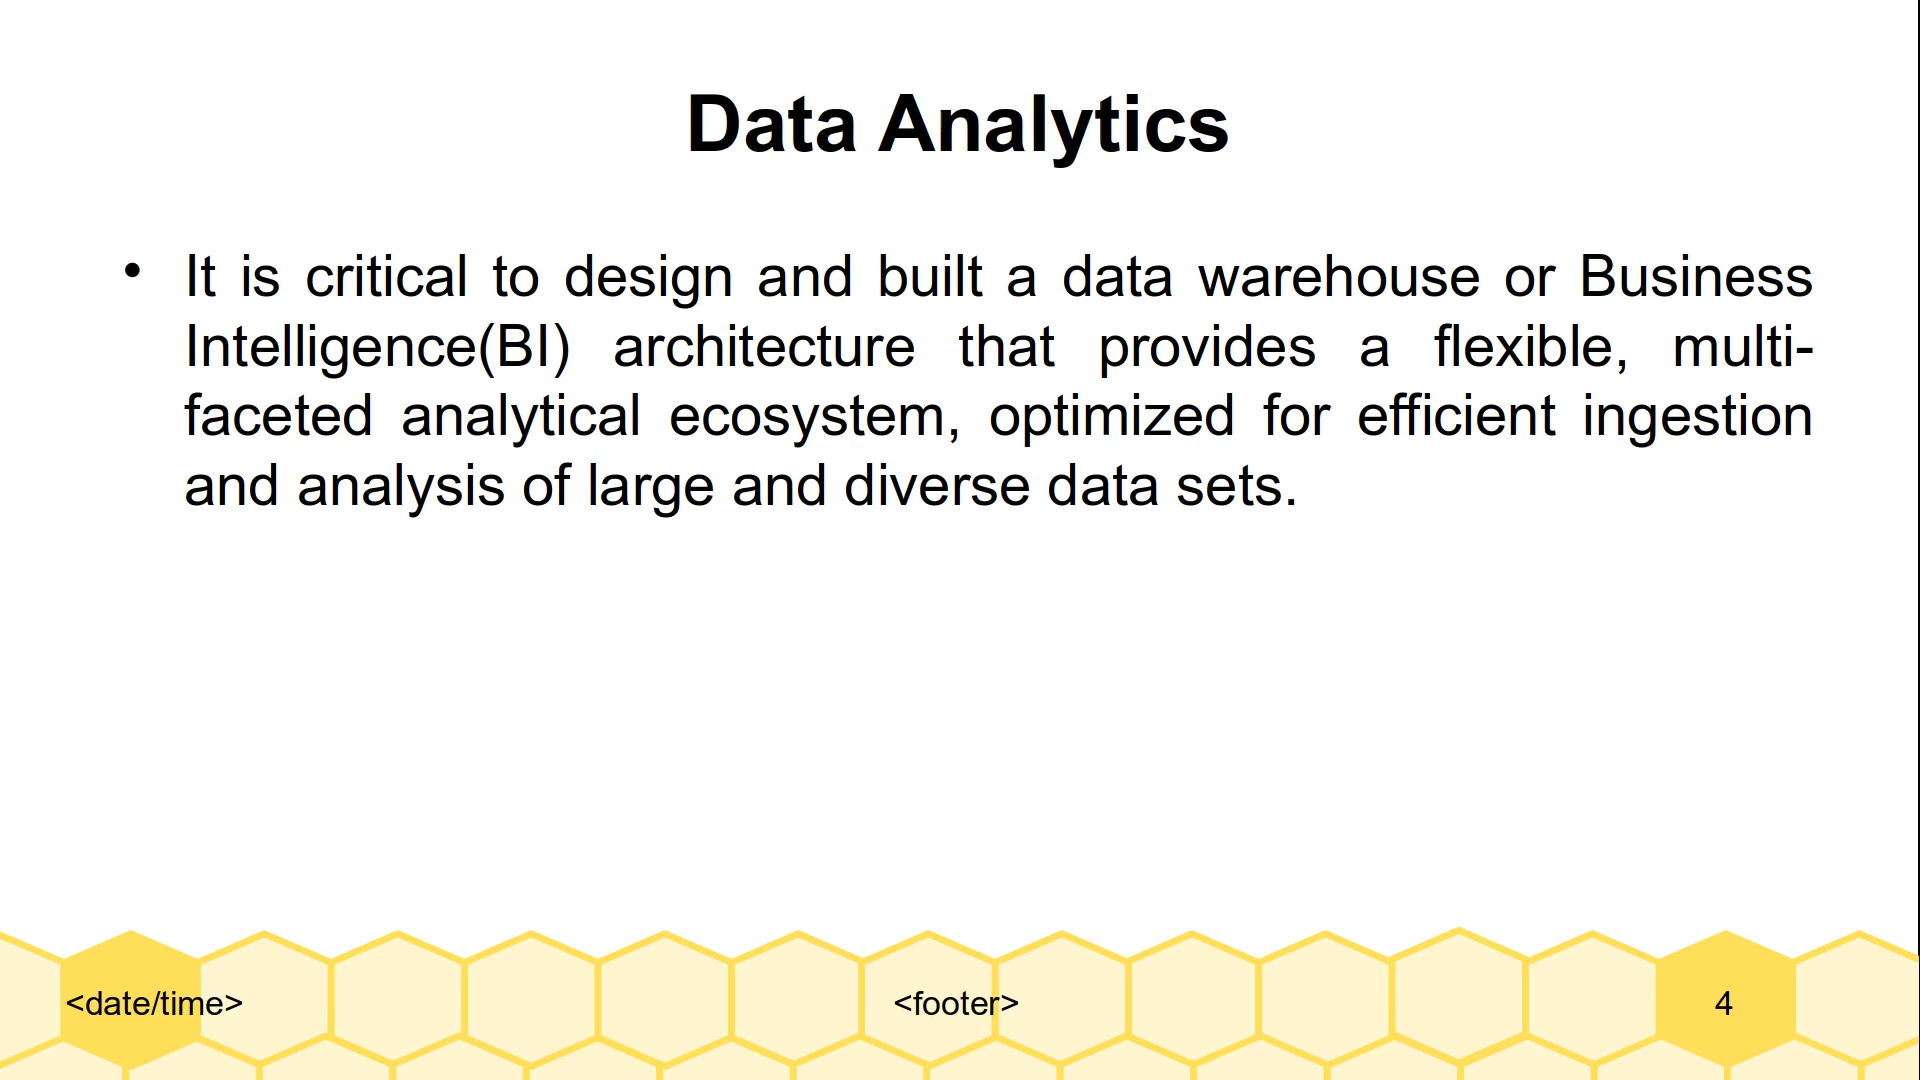 Data Analytics
• It is critical to design and built a data warehouse or Business
Intelligence(BI) architecture that provides a flexible, multi-
faceted analytical ecosystem, optimized for efficient ingestion
and analysis of large and diverse data sets.
<date/time>
<footer>
4